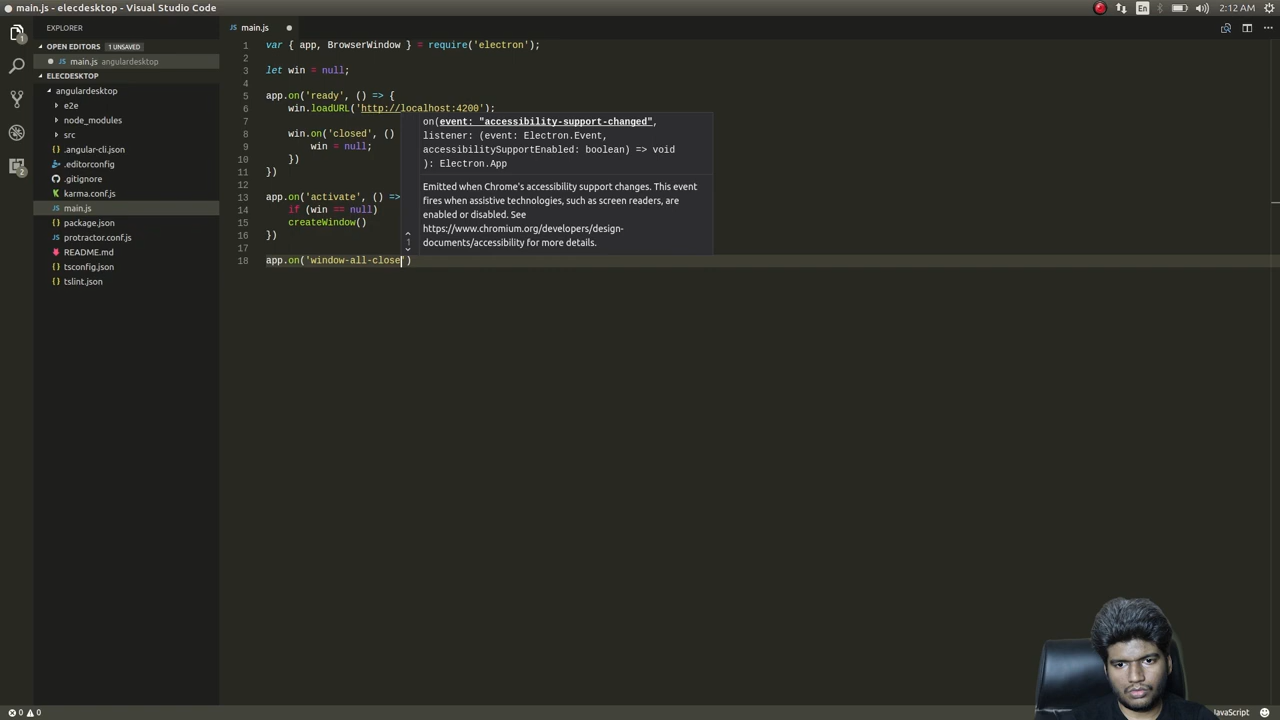 main.js - elecdesktop - Visual Studio Code
En
2:12 AM
EXPLORER
OPEN EDITORS 1 UNSAVED
main.js angulardesktop
ELECDESKTOP
angulardesktop
e2e
node_modules
src
.angular-cli.json
.editorconfig
.gitignore
karma.conf.js
main.js
package.json
protractor.conf.js
README.md
tsconfig.json
tslint.json
1
2
JS main.js
1 var { app, BrowserWindow } = require('electron');
2
3 let win = null;
4
5 app.on('ready', () => {
6 win.loadURL('http://localhost:4200');
7
8 win.on('closed', ()
9 win = null;
10 })
11 })
12
13 app.on('activate', () =>
14 if (win == null)
15 createWindow()
16 })
17
18 app.on('window-all-close')
on(event: "accessibility-support-changed",
listener: (event: Electron.Event,
accessibilitySupportEnabled: boolean) => void
): Electron.App
Emitted when Chrome's accessibility support changes. This event
fires when assistive technologies, such as screen readers, are
enabled or disabled. See
https://www.chromium.org/developers/design-
documents/accessibility for more details.
1
0 0
JavaScript